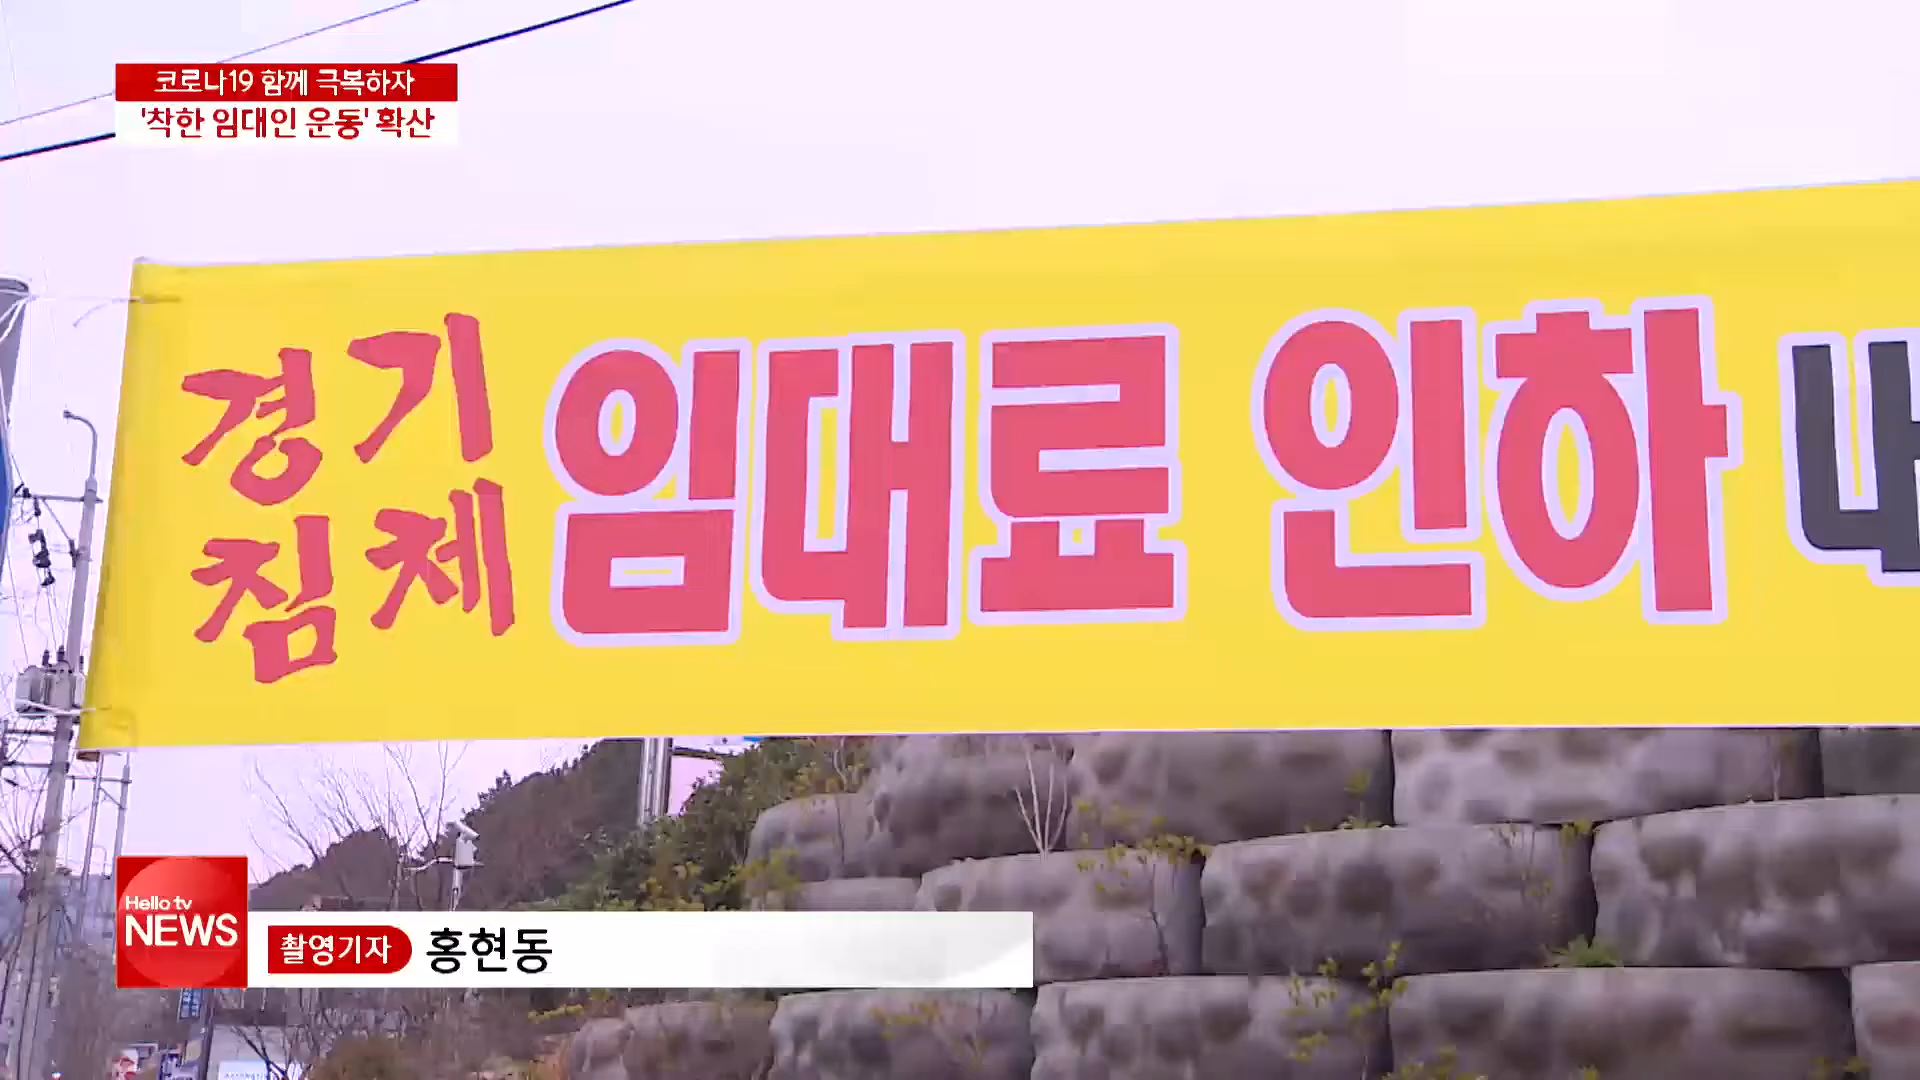 코로나19 함께 극복하자
'착한 임대인 운동' 확산
경기
침체
임대료 인하
Hello tv
NEWS
촬영기자 홍현동